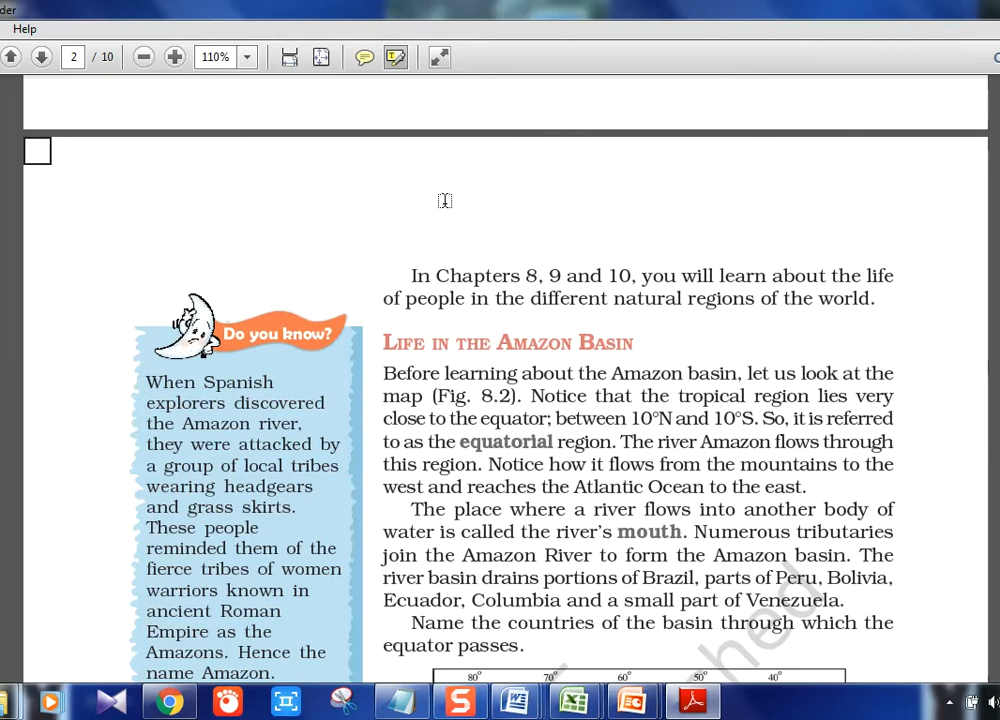 der
Help
2 / 10
110%
In Chapters 8, 9 and 10, you will learn about the life
of people in the different natural regions of the world.
Do you know?
When Spanish
explorers discovered
the Amazon river,
they were attacked by
a group of local tribes
wearing headgears
and grass skirts.
These people
reminded them of the
fierce tribes of women
warriors known in
ancient Roman
Empire as the
Amazons. Hence the
name Amazon.
LIFE IN THE AMAZON BASIN
Before learning about the Amazon basin, let us look at the
map (Fig. 8.2). Notice that the tropical region lies very
close to the equator; between 10°N and 10°S. So, it is referred
to as the equatorial region. The river Amazon flows through
this region. Notice how it flows from the mountains to the
west and reaches the Atlantic Ocean to the east.
The place where a river flows into another body of
water is called the river's mouth. Numerous tributaries
join the Amazon River to form the Amazon basin. The
river basin drains portions of Brazil, parts of Peru, Bolivia,
Ecuador, Columbia and a small part of Venezuela.
Name the countries of the basin through which the
equator passes.
80° 70° 60° 50° 40°